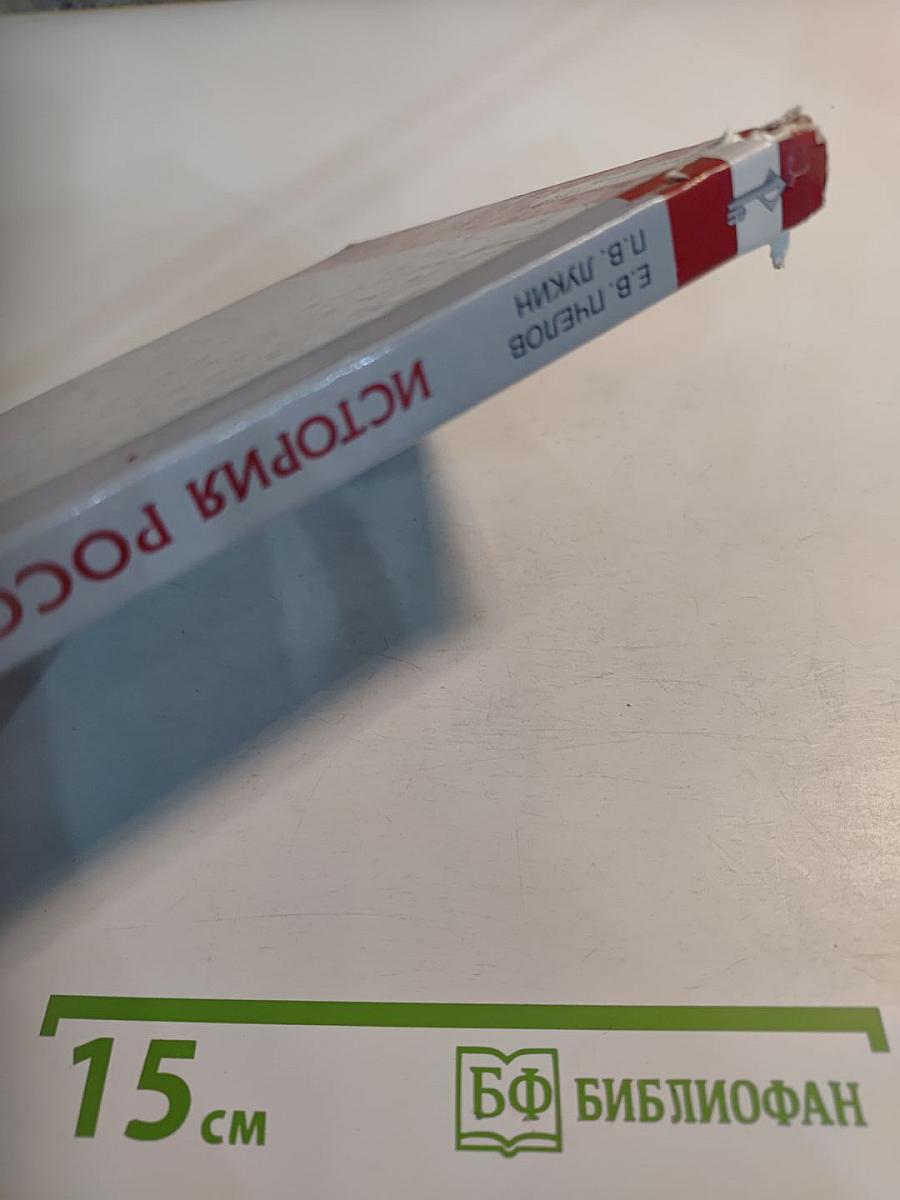 Е.В. ПЧЕЛОВ
П.В. ЛУКИН
ИСТОРИЯ РОСС
15 см
БФ БИБЛИОФАН